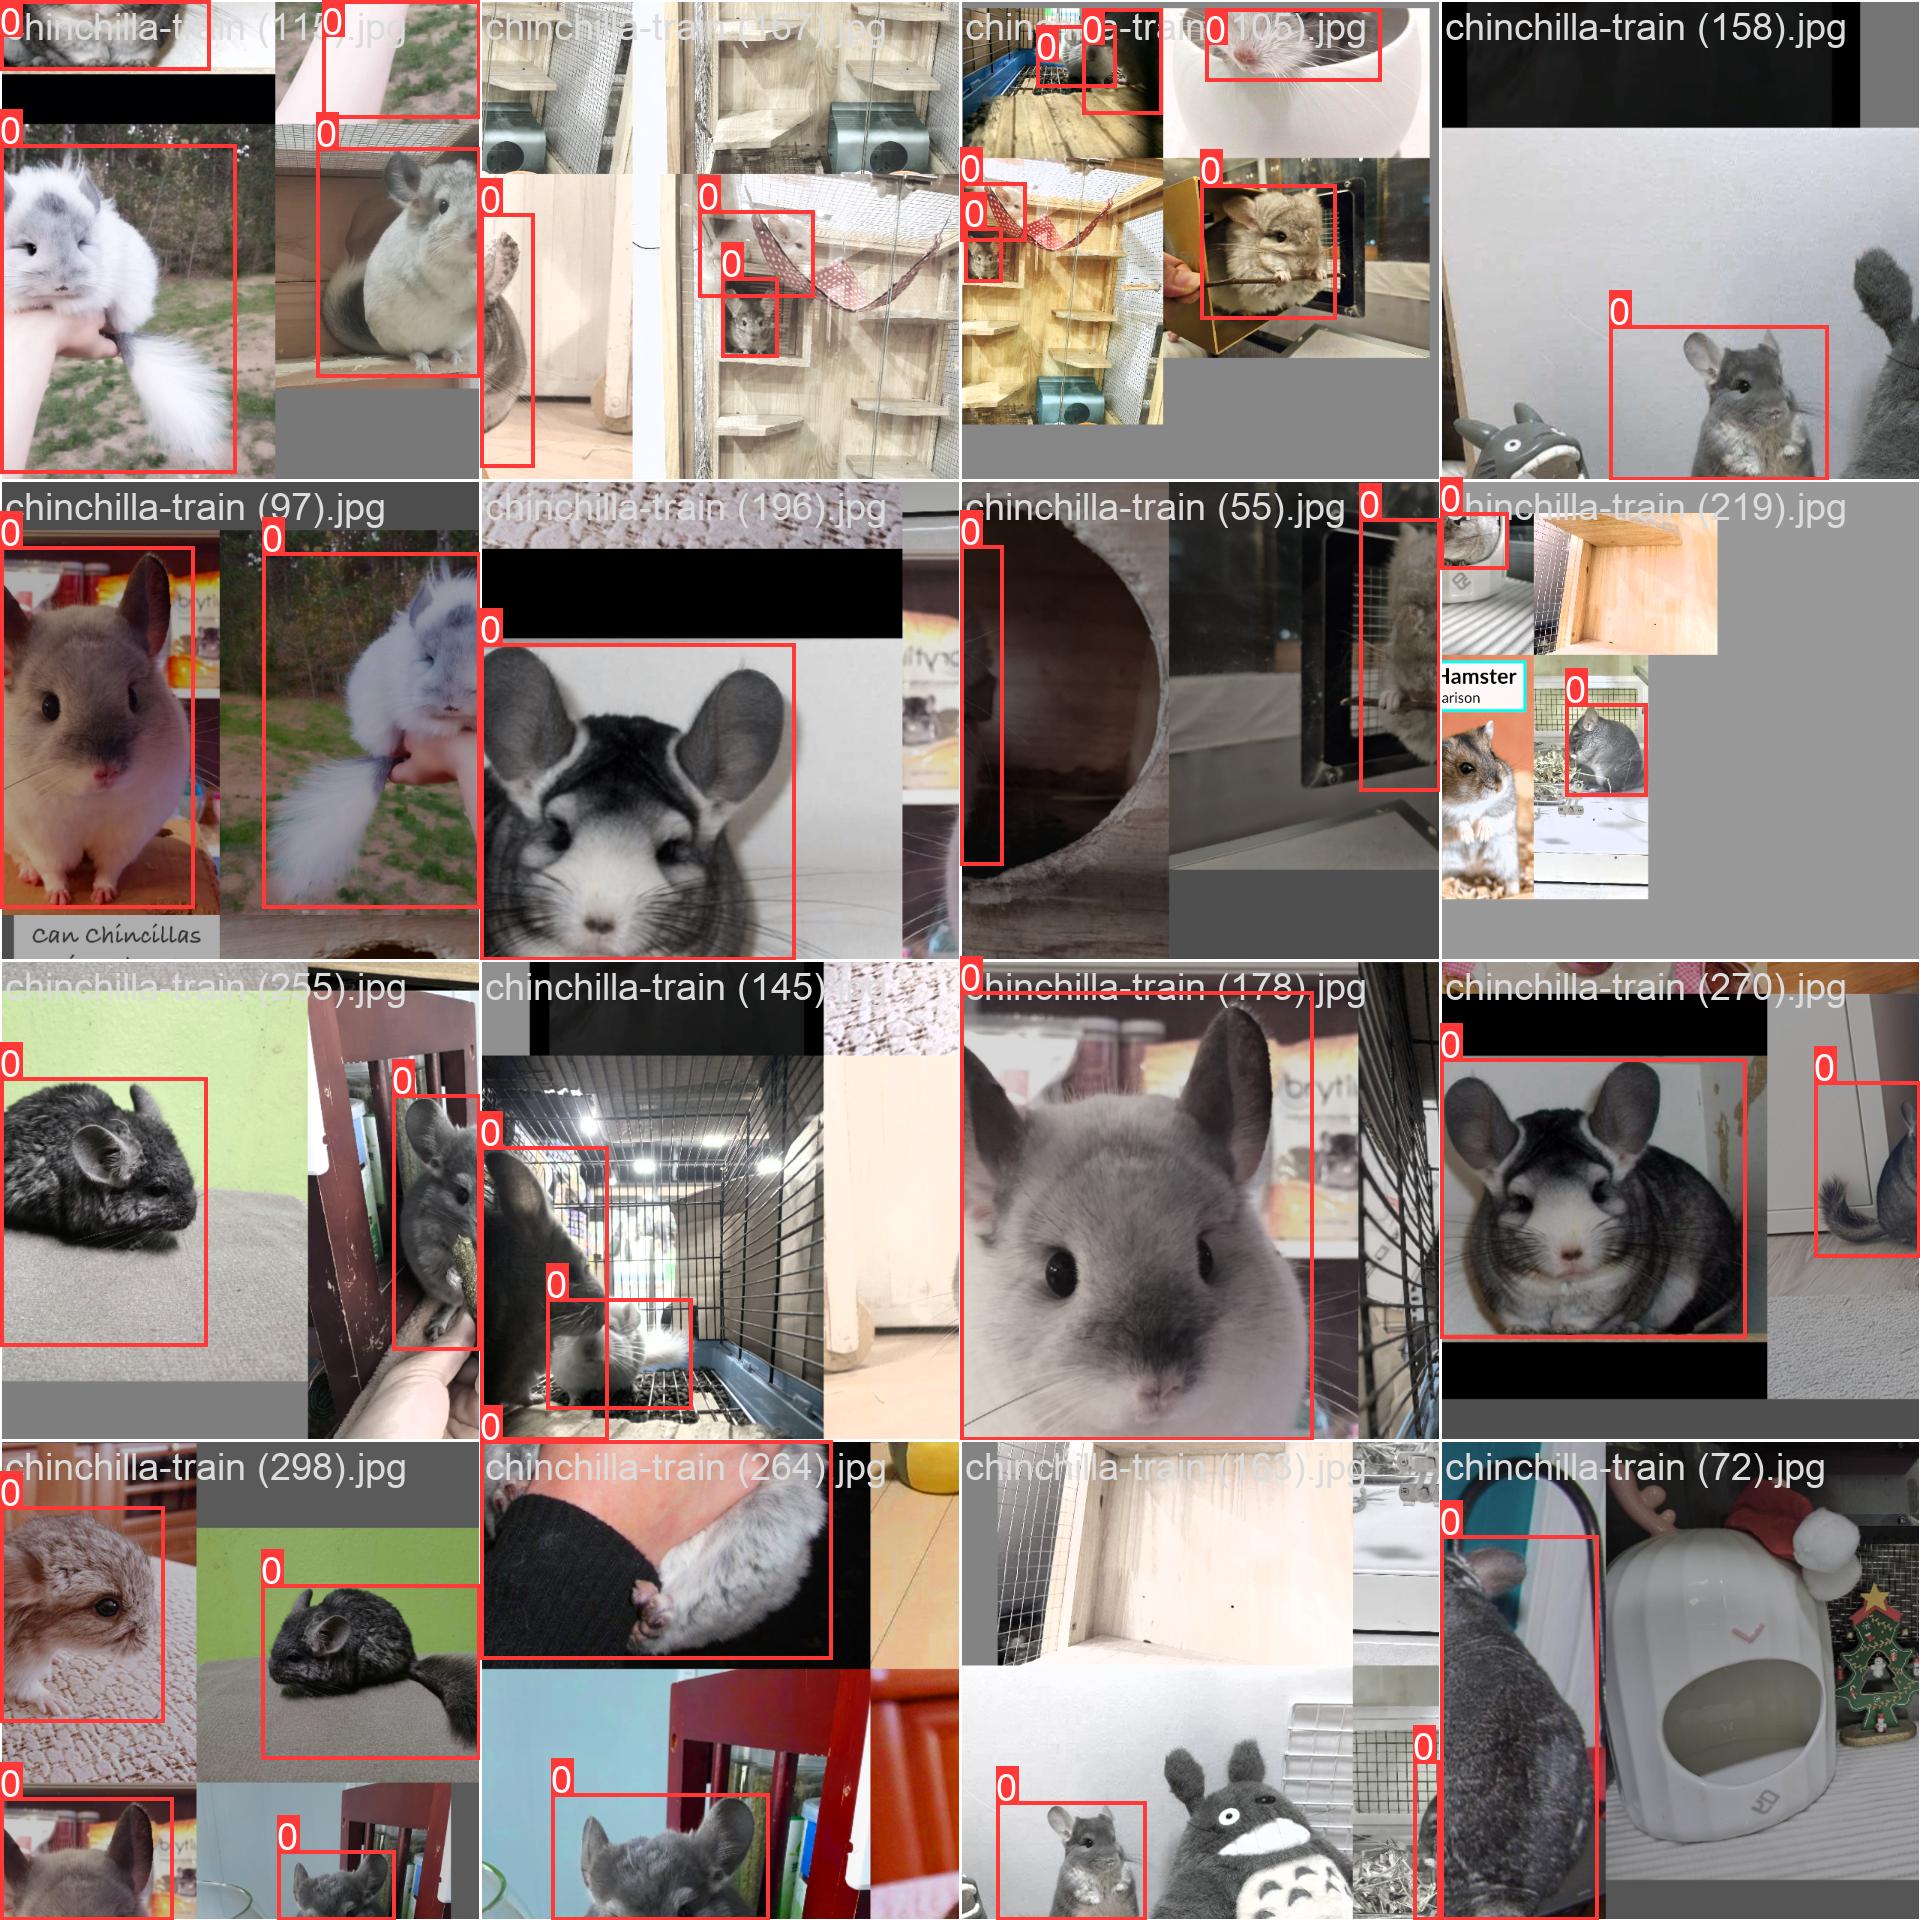 chinchilla-train (115).jpg
chinchilla-train (167).jpg
chinchilla-train (105).jpg
chinchilla-train (158).jpg
0
0
0
0
0
0
0
0
0
0
0
0
0
0
chinchilla-train (97).jpg
chinchilla-train (196).jpg
chinchilla-train (55).jpg
chinchilla-train (219).jpg
0
0
0
0
0
0
0
Hamster
arison
Can Chincillas
chinchilla-train (255).jpg
chinchilla-train (145).jpg
chinchilla-train (178).jpg
chinchilla-train (270).jpg
0
0
0
0
0
0
0
brytli
0
chinchilla-train (298).jpg
chinchilla-train (264).jpg
chinchilla-train (163).jpg
chinchilla-train (72).jpg
0
0
0
0
0
0
0
0